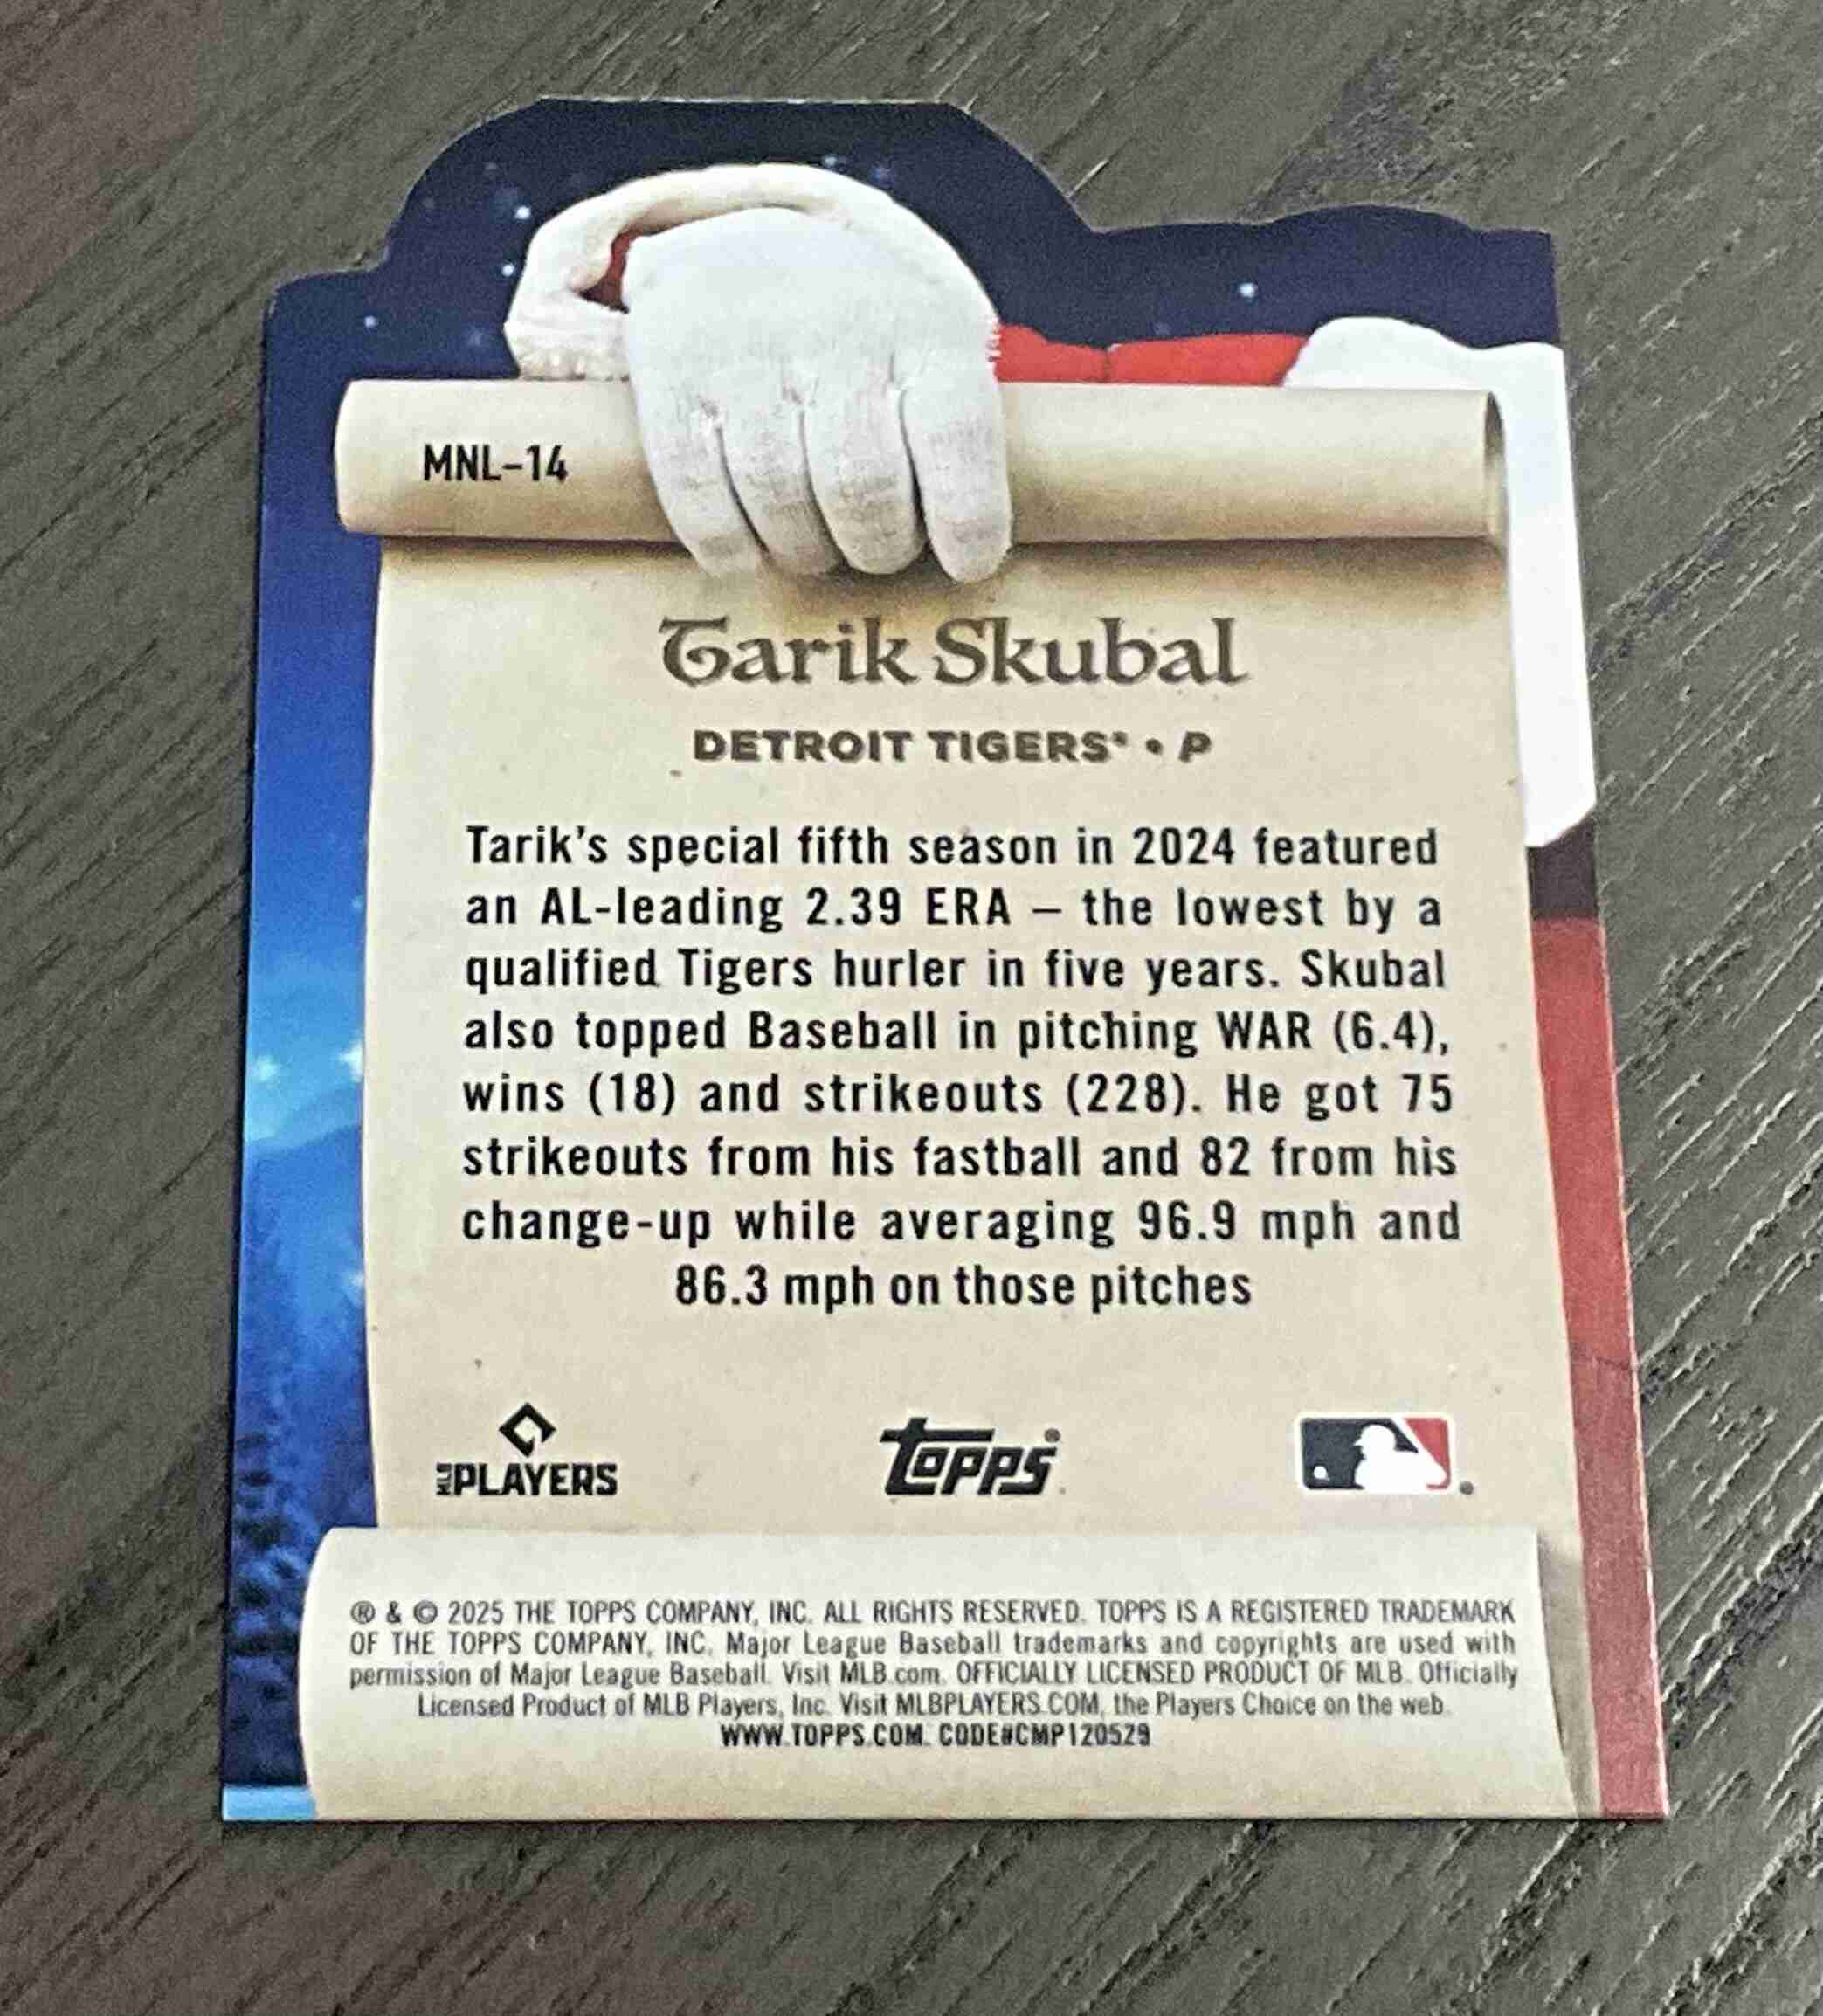 MNL-14
Tarik Skubal
DETROIT TIGERS® • P
Tarik's special fifth season in 2024 featured
an AL-leading 2.39 ERA – the lowest by a
qualified Tigers hurler in five years. Skubal
also topped Baseball in pitching WAR (6.4),
wins (18) and strikeouts (228). He got 75
strikeouts from his fastball and 82 from his
change-up while averaging 96.9 mph and
86.3 mph on those pitches
MLB PLAYERS
topps®
® & © 2025 THE TOPPS COMPANY, INC. ALL RIGHTS RESERVED. TOPPS IS A REGISTERED TRADEMARK
OF THE TOPPS COMPANY, INC. Major League Baseball trademarks and copyrights are used with
permission of Major League Baseball. Visit MLB.com. OFFICIALLY LICENSED PRODUCT OF MLB. Officially
Licensed Product of MLB Players, Inc. Visit MLBPLAYERS.COM, the Players Choice on the web.
WWW.TOPPS.COM. CODE#CMP120529